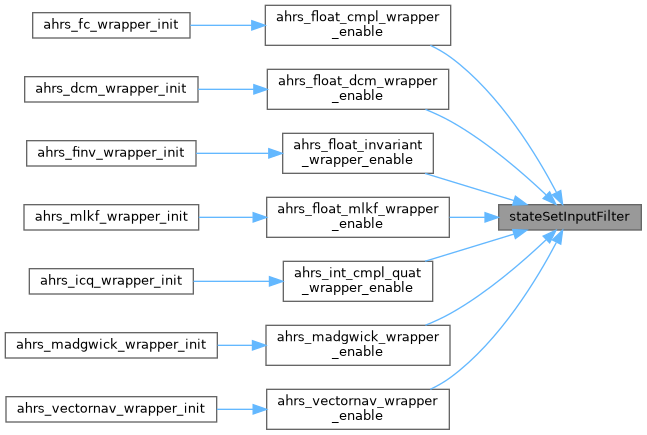 ahrs_fc_wrapper_init
ahrs_float_cmpl_wrapper
_enable
ahrs_dcm_wrapper_init
ahrs_float_dcm_wrapper
_enable
ahrs_finv_wrapper_init
ahrs_float_invariant
_wrapper_enable
ahrs_mlkf_wrapper_init
ahrs_float_mlkf_wrapper
_enable
stateSetInputFilter
ahrs_icq_wrapper_init
ahrs_int_cmpl_quat
_wrapper_enable
ahrs_madgwick_wrapper_init
ahrs_madgwick_wrapper
_enable
ahrs_vectornav_wrapper_init
ahrs_vectornav_wrapper
_enable